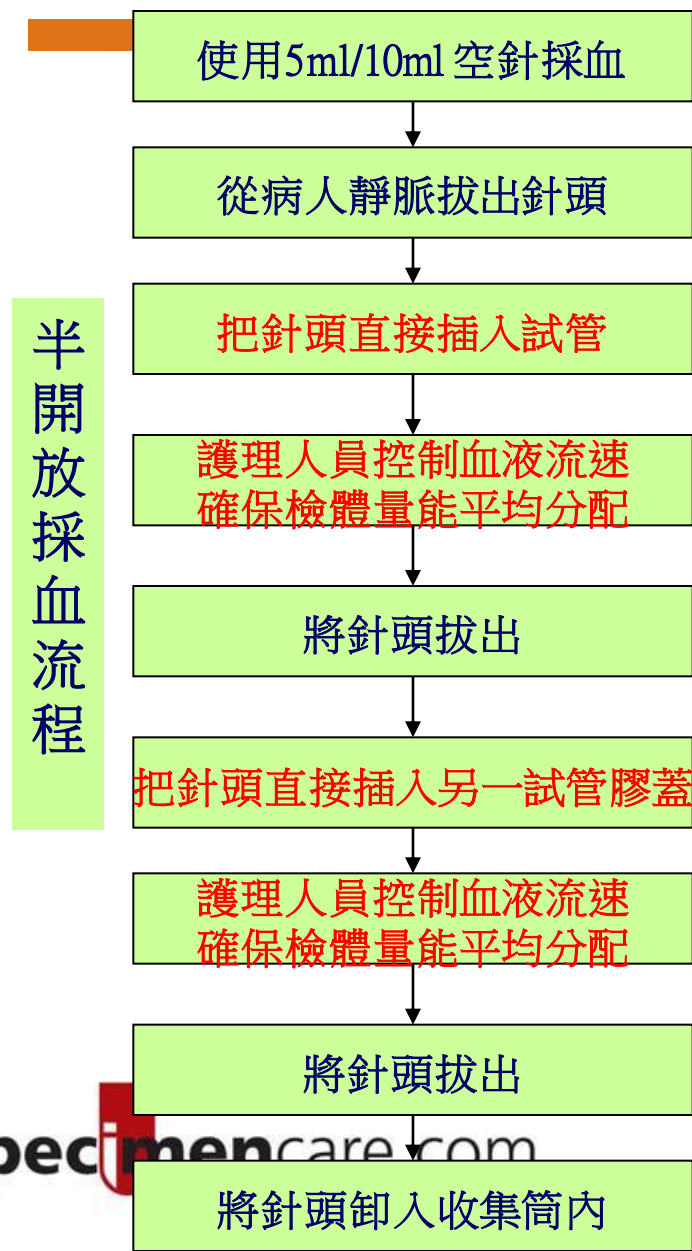 使用5ml/10ml 空針採血
從病人靜脈拔出針頭
把針頭直接插入試管
護理人員控制血液流速
確保檢體量能平均分配
將針頭拔出
把針頭直接插入另一試管膠蓋
護理人員控制血液流速
確保檢體量能平均分配
將針頭拔出
將針頭卸入收集筒內
半開放採血流程
pecimencare.com